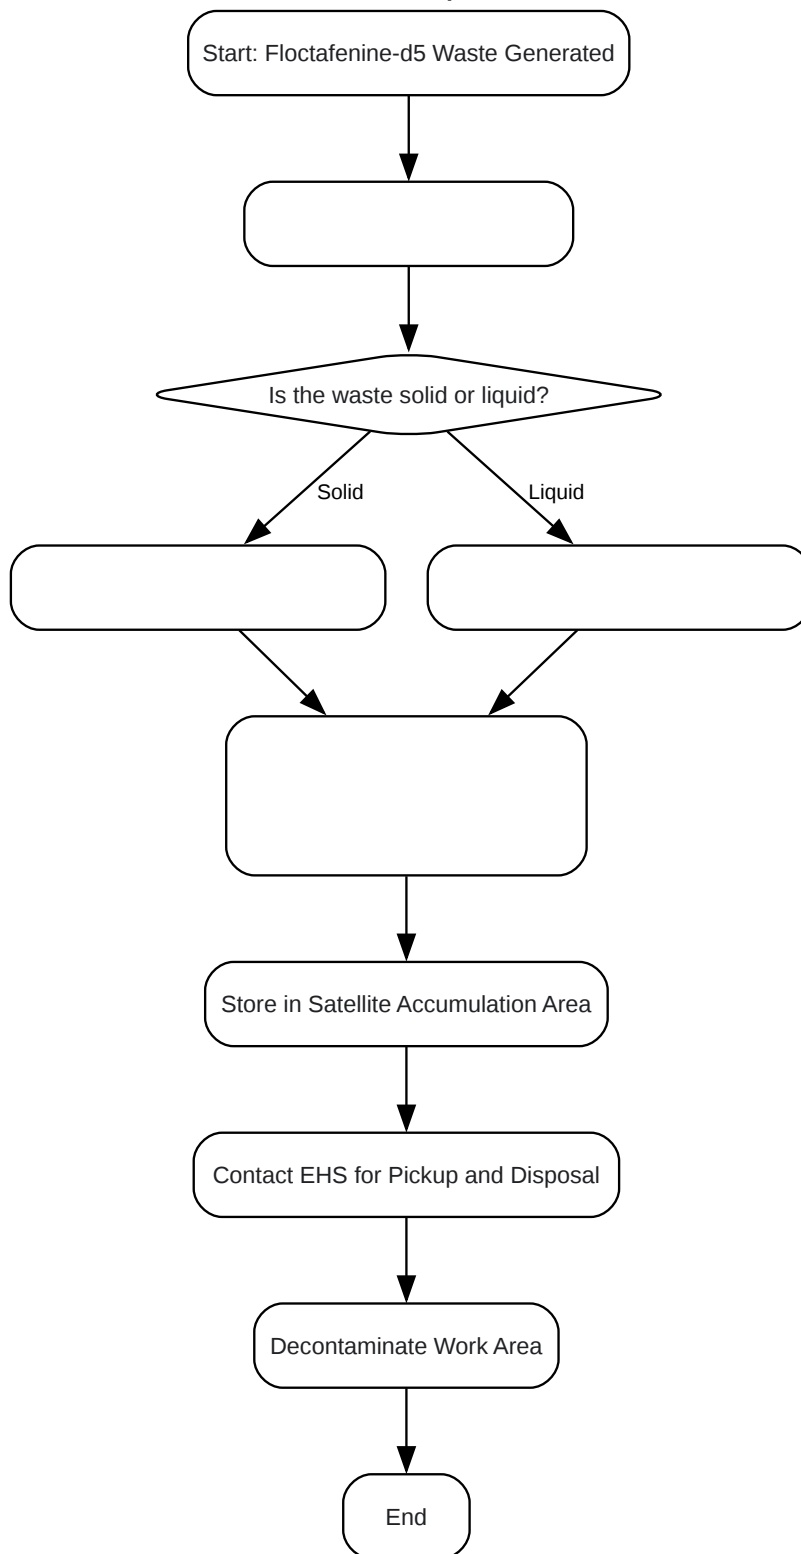 Start: Floctafenine-d5 Waste Generated
Is the waste solid or liquid?
Solid
Liquid
Store in Satellite Accumulation Area
Contact EHS for Pickup and Disposal
Decontaminate Work Area
End